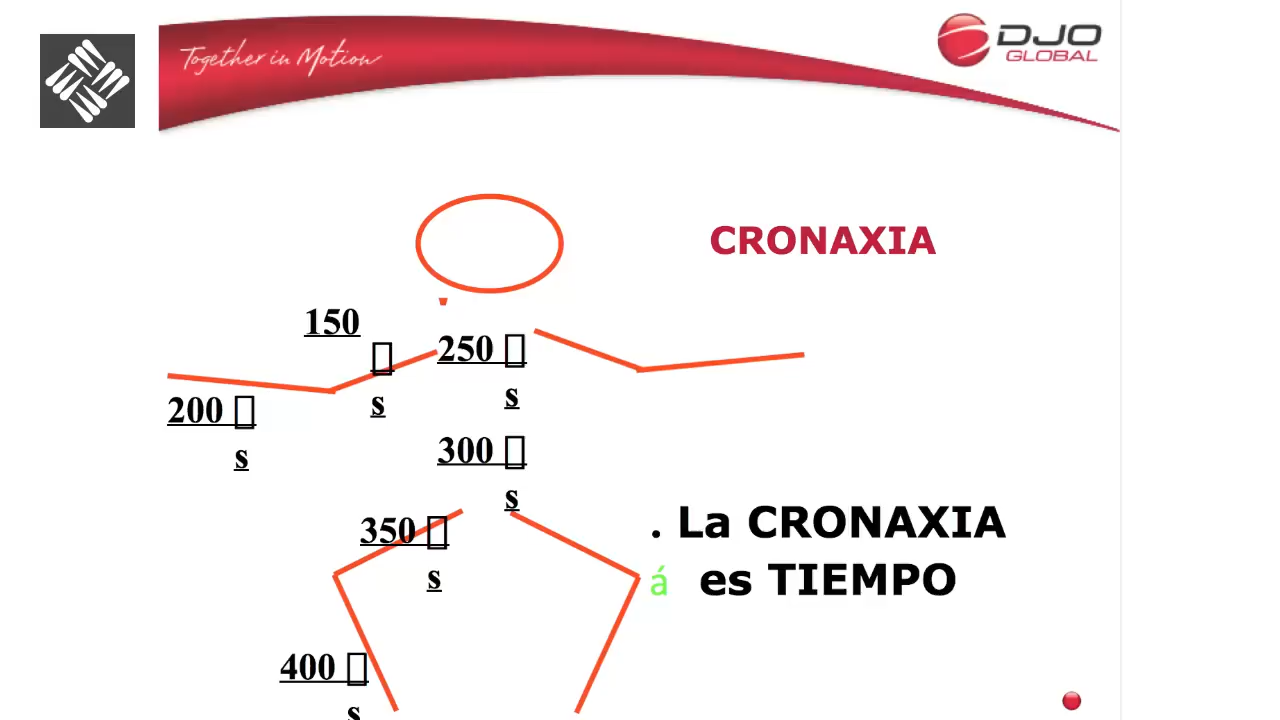 Together in Motion
DJO
GLOBAL
CRONAXIA
150
s
250
s
200
s
300
s
350
s
. La CRONAXIA
á es TIEMPO
400
s